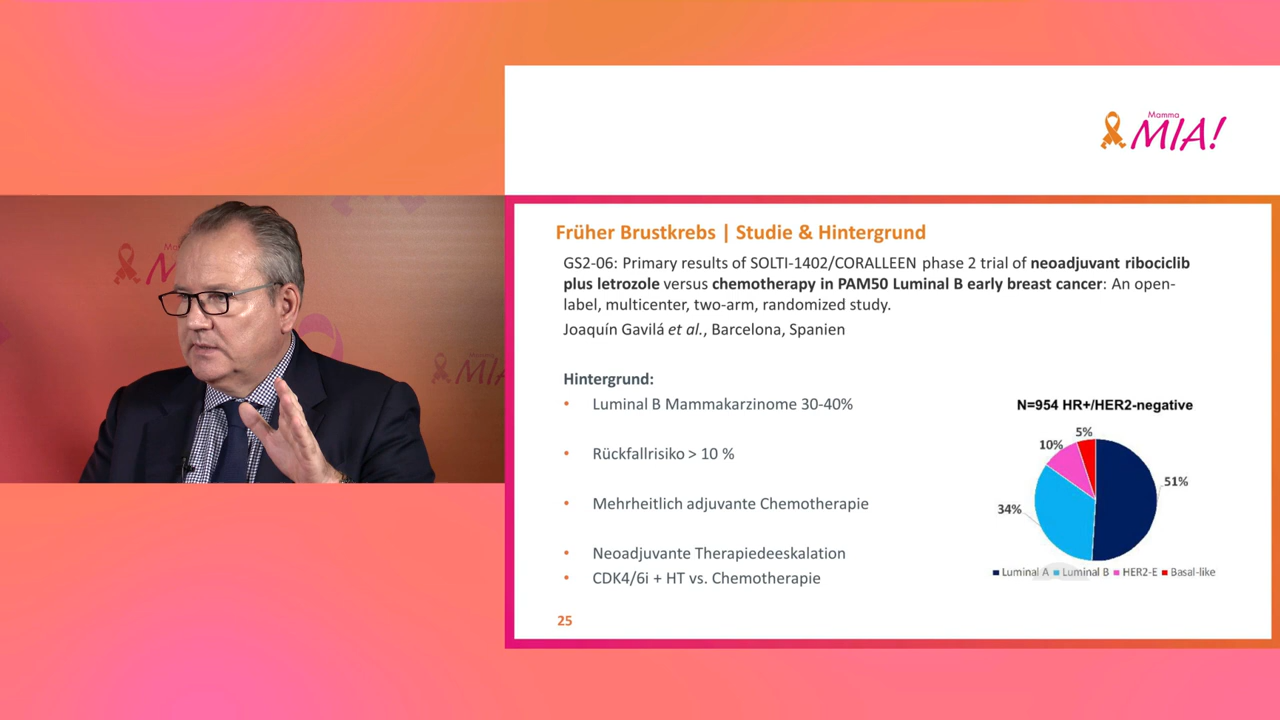 Mamma
MIA!
Früher Brustkrebs | Studie & Hintergrund
GS2-06: Primary results of SOLTI-1402/CORALLEEN phase 2 trial of neoadjuvant ribociclib
plus letrozole versus chemotherapy in PAM50 Luminal B early breast cancer: An open-
label, multicenter, two-arm, randomized study.
Joaquín Gavilá et al., Barcelona, Spanien
Hintergrund:
• Luminal B Mammakarzinome 30-40%
• Rückfallrisiko > 10 %
• Mehrheitlich adjuvante Chemotherapie
• Neoadjuvante Therapiedeeskalation
• CDK4/6i + HT vs. Chemotherapie
N=954 HR+/HER2-negative
5%
10%
51%
34%
Luminal A Luminal B HER2-E Basal-like
25